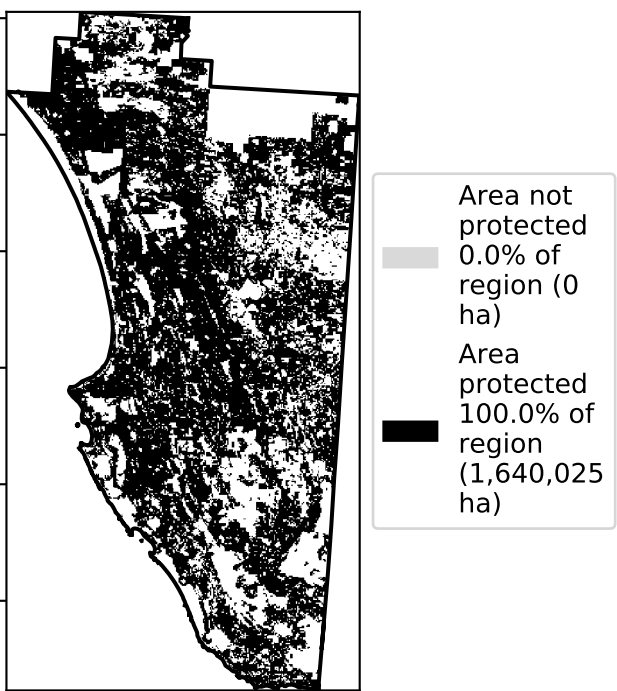 Area not
protected
0.0% of
region (0
ha)
Area
protected
100.0% of
region
(1,640,025
ha)